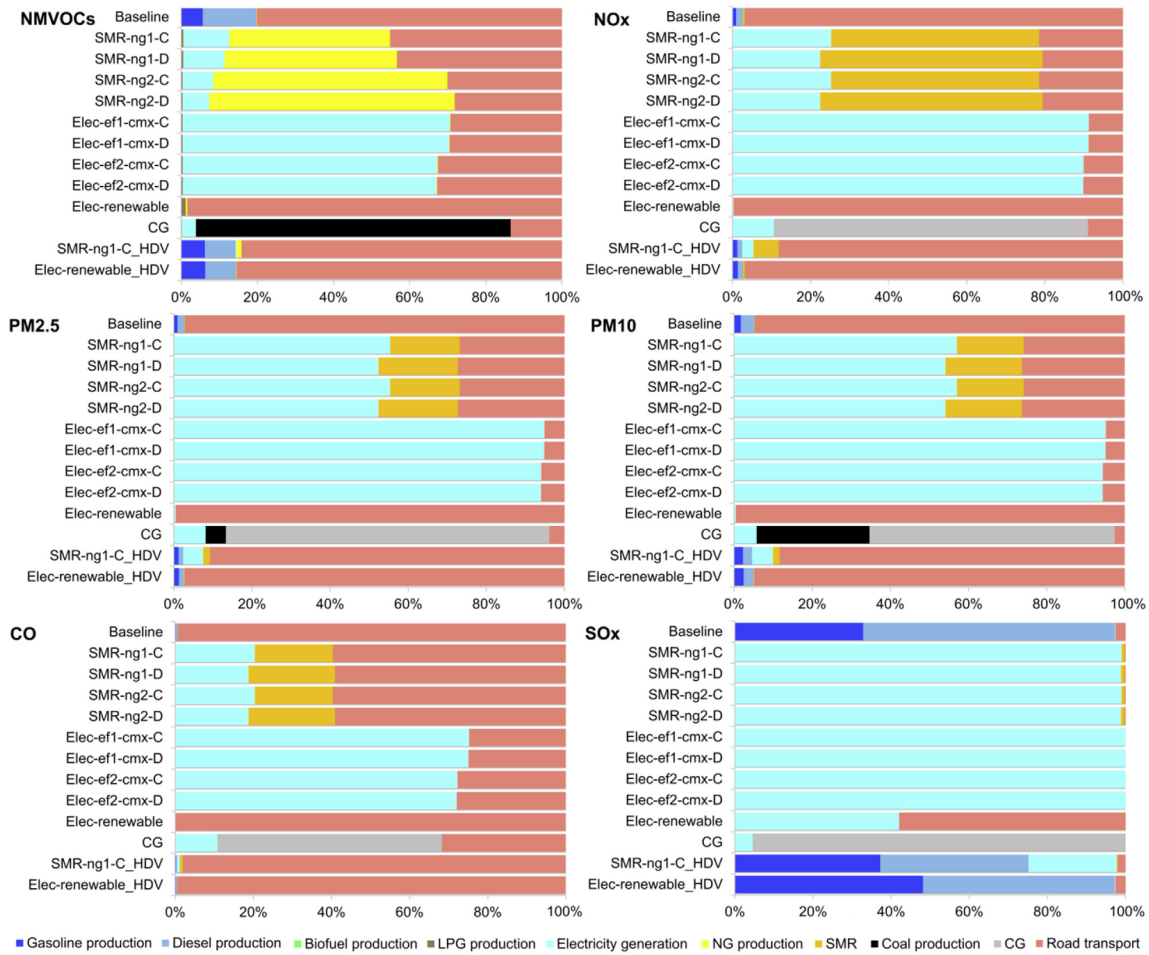 NMVOCs
Baseline
SMR-ng1-C
SMR-ng1-D
SMR-ng2-C
SMR-ng2-D
Elec-ef1-cmx-C
Elec-ef1-cmx-D
Elec-ef2-cmx-C
Elec-ef2-cmx-D
Elec-renewable
CG
SMR-ng1-C_HDV
Elec-renewable_HDV
0% 20% 40% 60% 80% 100%
NOx
Baseline
SMR-ng1-C
SMR-ng1-D
SMR-ng2-C
SMR-ng2-D
Elec-ef1-cmx-C
Elec-ef1-cmx-D
Elec-ef2-cmx-C
Elec-ef2-cmx-D
Elec-renewable
CG
SMR-ng1-C_HDV
Elec-renewable_HDV
0% 20% 40% 60% 80% 100%
PM2.5
Baseline
SMR-ng1-C
SMR-ng1-D
SMR-ng2-C
SMR-ng2-D
Elec-ef1-cmx-C
Elec-ef1-cmx-D
Elec-ef2-cmx-C
Elec-ef2-cmx-D
Elec-renewable
CG
SMR-ng1-C_HDV
Elec-renewable_HDV
0% 20% 40% 60% 80% 100%
PM10
Baseline
SMR-ng1-C
SMR-ng1-D
SMR-ng2-C
SMR-ng2-D
Elec-ef1-cmx-C
Elec-ef1-cmx-D
Elec-ef2-cmx-C
Elec-ef2-cmx-D
Elec-renewable
CG
SMR-ng1-C_HDV
Elec-renewable_HDV
0% 20% 40% 60% 80% 100%
CO
Baseline
SMR-ng1-C
SMR-ng1-D
SMR-ng2-C
SMR-ng2-D
Elec-ef1-cmx-C
Elec-ef1-cmx-D
Elec-ef2-cmx-C
Elec-ef2-cmx-D
Elec-renewable
CG
SMR-ng1-C_HDV
Elec-renewable_HDV
0% 20% 40% 60% 80% 100%
SOx
Baseline
SMR-ng1-C
SMR-ng1-D
SMR-ng2-C
SMR-ng2-D
Elec-ef1-cmx-C
Elec-ef1-cmx-D
Elec-ef2-cmx-C
Elec-ef2-cmx-D
Elec-renewable
CG
SMR-ng1-C_HDV
Elec-renewable_HDV
0% 20% 40% 60% 80% 100%
Gasoline production Diesel production Biofuel production LPG production Electricity generation NG production SMR Coal production CG Road transport